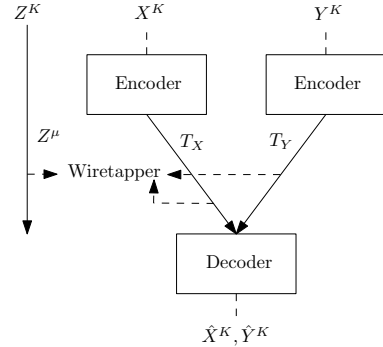 Z^K X^K Y^K
Encoder Encoder
Z^μ T_X T_Y
Wiretapper
Decoder
X̂^K, Ŷ^K